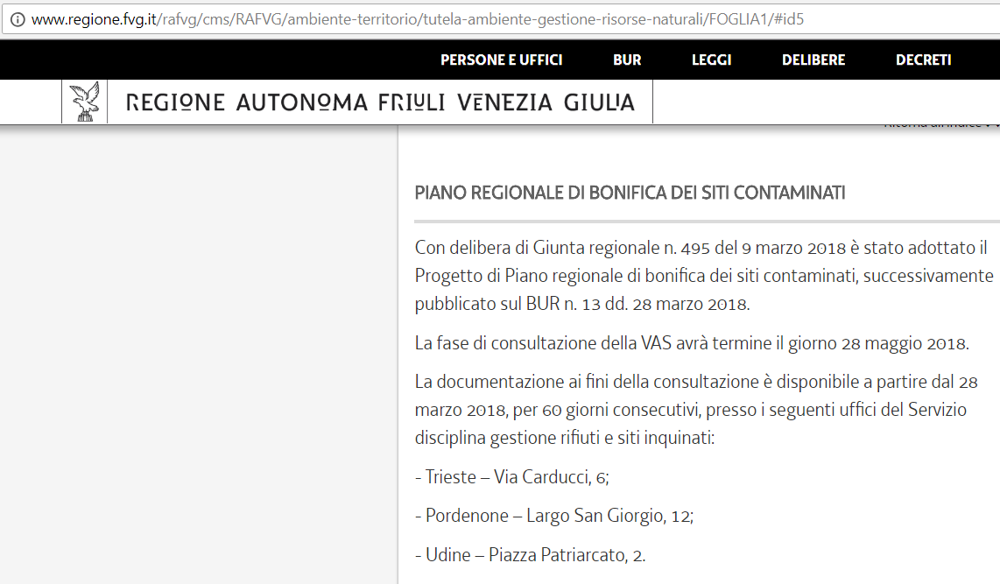 www.regione.fvg.it/rafvg/cms/RAFVG/ambiente-territorio/tutela-ambiente-gestione-risorse-naturali/FOGLIA1/#id5
PERSONE E UFFICI BUR LEGGI DELIBERE DECRETI
REGIONE AUTONOMA FRIULI VENEZIA GIULIA
PIANO REGIONALE DI BONIFICA DEI SITI CONTAMINATI
Con delibera di Giunta regionale n. 495 del 9 marzo 2018 è stato adottato il
Progetto di Piano regionale di bonifica dei siti contaminati, successivamente
pubblicato sul BUR n. 13 dd. 28 marzo 2018.
La fase di consultazione della VAS avrà termine il giorno 28 maggio 2018.
La documentazione ai fini della consultazione è disponibile a partire dal 28
marzo 2018, per 60 giorni consecutivi, presso i seguenti uffici del Servizio
disciplina gestione rifiuti e siti inquinati:
- Trieste – Via Carducci, 6;
- Pordenone – Largo San Giorgio, 12;
- Udine – Piazza Patriarcato, 2.